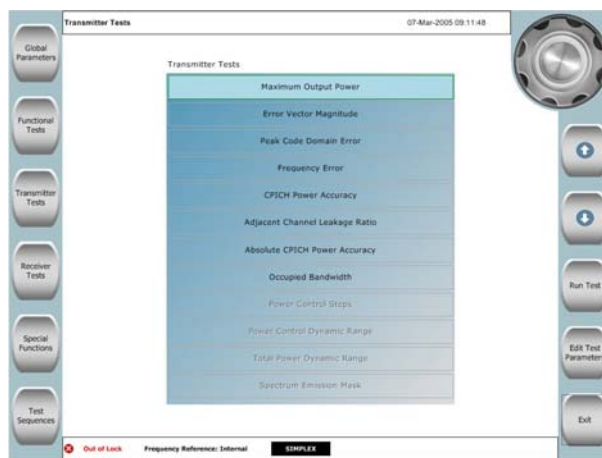 Transmitter Tests
07-Mar-2005 09:11:48
Global
Parameters
Functional
Tests
Transmitter
Tests
Receiver
Tests
Special
Functions
Test
Sequences
Transmitter Tests
Maximum Output Power
Error Vector Magnitude
Peak Code Domain Error
Frequency Error
CPICH Power Accuracy
Adjacent Channel Leakage Ratio
Absolute CPICH Power Accuracy
Occupied Bandwidth
Power Control Steps
Power Control Dynamic Range
Total Power Dynamic Range
Spectrum Emission Mask
Run Test
Edit Test
Parameters
Exit
Out of Lock
Frequency Reference: Internal
SIMPLEX